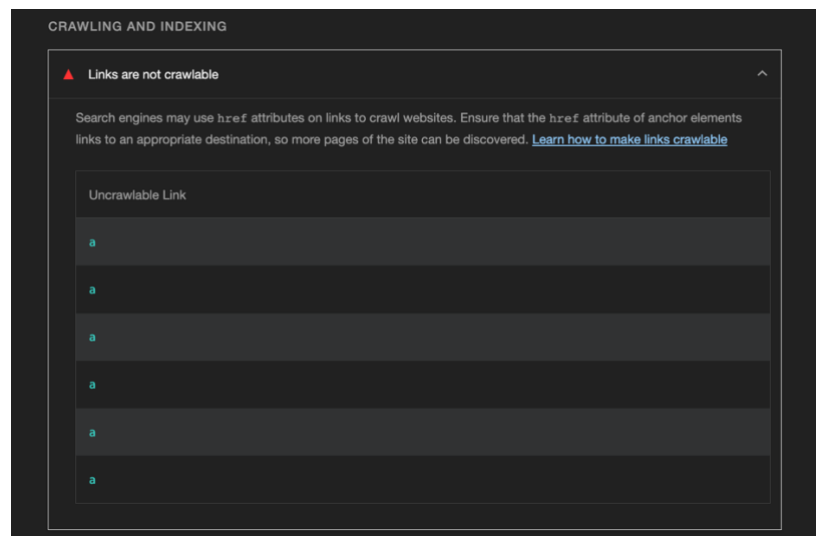 CRAWLING AND INDEXING
Links are not crawlable
Search engines may use href attributes on links to crawl websites. Ensure that the href attribute of anchor elements
links to an appropriate destination, so more pages of the site can be discovered. Learn how to make links crawlable
Uncrawlable Link
a
a
a
a
a
a